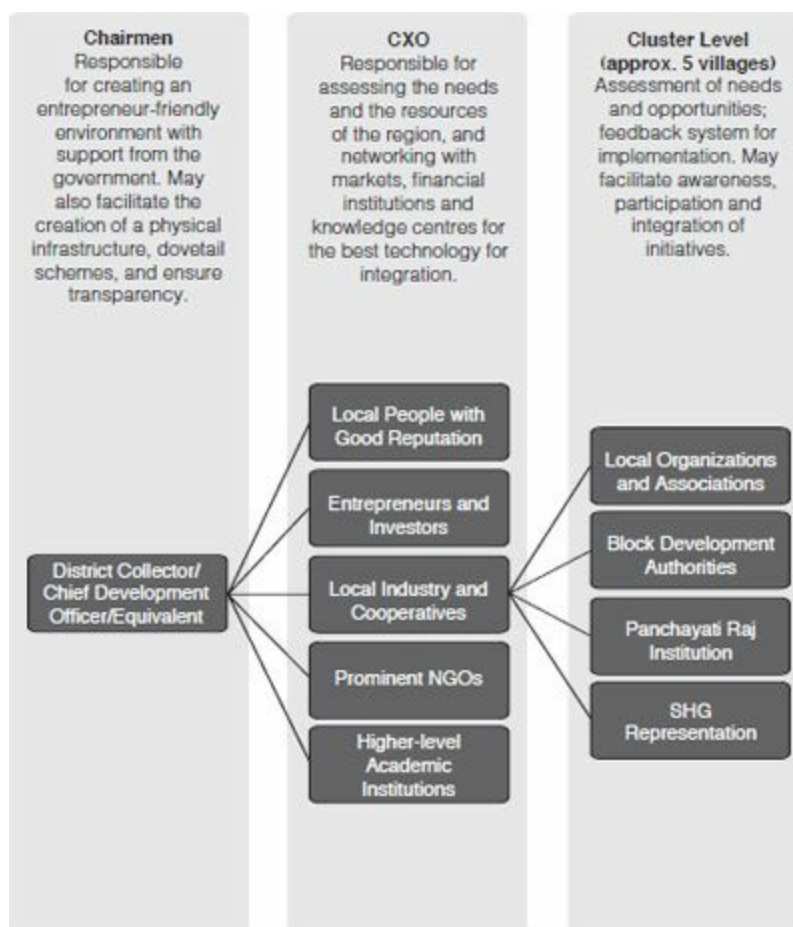 Chairmen
Responsible
for creating an
entrepreneur-friendly
environment with
support from the
government. May
also facilitate the
creation of a physical
infrastructure, dovetail
schemes, and ensure
transparency.
CXO
Responsible for
assessing the needs
and the resources
of the region, and
networking with
markets, financial
institutions and
knowledge centres for
the best technology for
integration.
Cluster Level
(approx. 5 villages)
Assessment of needs
and opportunities;
feedback system for
implementation. May
facilitate awareness,
participation and
integration of
initiatives.
District Collector/
Chief Development
Officer/Equivalent
Local People with
Good Reputation
Entrepreneurs and
Investors
Local Industry and
Cooperatives
Prominent NGOs
Higher-level
Academic
Institutions
Local Organizations
and Associations
Block Development
Authorities
Panchayati Raj
Institution
SHG
Representation